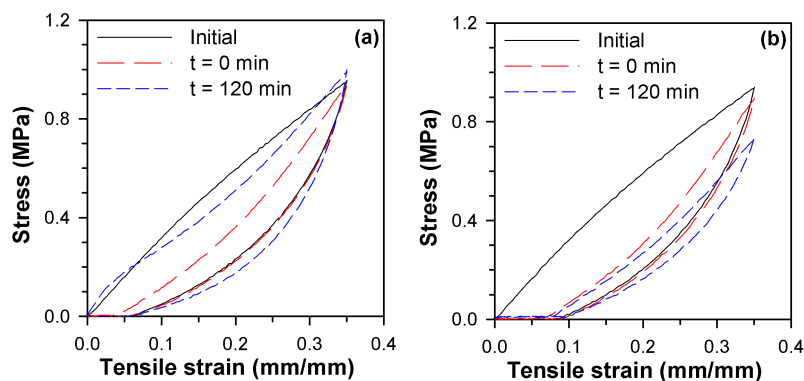 1.2
(a)
Initial
t = 0 min
t = 120 min
0.8
0.4
0.0
Stress (MPa)
0.0 0.1 0.2 0.3 0.4
Tensile strain (mm/mm)
1.2
(b)
Initial
t = 0 min
t = 120 min
0.8
0.4
0.0
Stress (MPa)
0.0 0.1 0.2 0.3 0.4
Tensile strain (mm/mm)